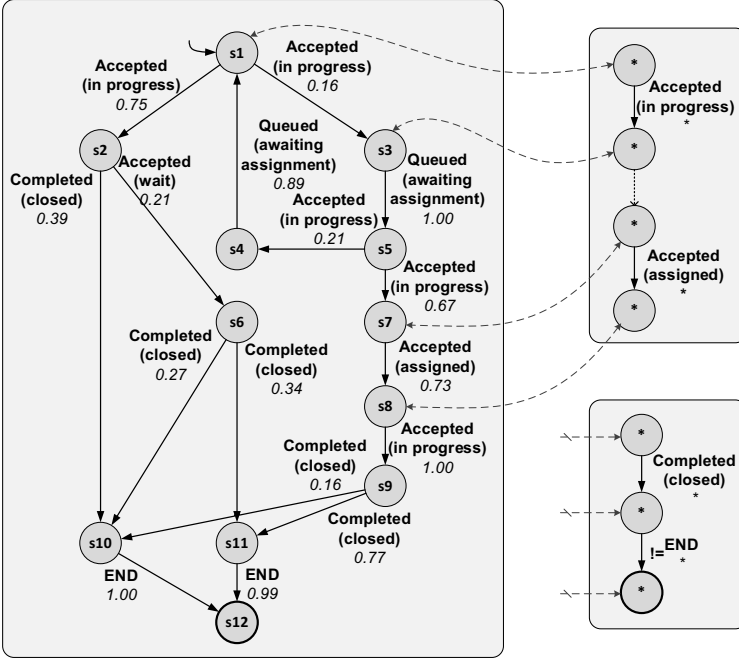 s1
Accepted
(in progress)
0.75
Accepted
(in progress)
0.16
s2
Completed
(closed)
0.39
Accepted
(wait)
0.21
Queued
(awaiting
assignment)
0.89
s3
Queued
(awaiting
assignment)
1.00
Accepted
(in progress)
0.21
s4
s5
Accepted
(in progress)
0.67
s6
s7
Completed
(closed)
0.27
Completed
(closed)
0.34
Accepted
(assigned)
0.73
s8
Accepted
(in progress)
1.00
Completed
(closed)
0.16
s9
Completed
(closed)
0.77
s10
s11
END
1.00
END
0.99
s12
*
Accepted
(in progress)
*
*
*
Accepted
(assigned)
*
*
*
Completed
(closed)
*
*
!=END
*
*